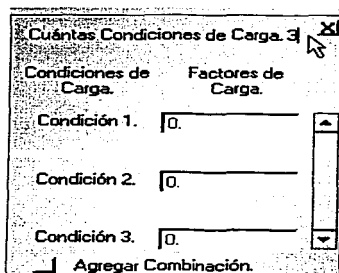 Cuántas Condiciones de Carga. 3
Condiciones de Carga. Factores de Carga.
Condición 1. 0.
Condición 2. 0.
Condición 3. 0.
Agregar Combinación.